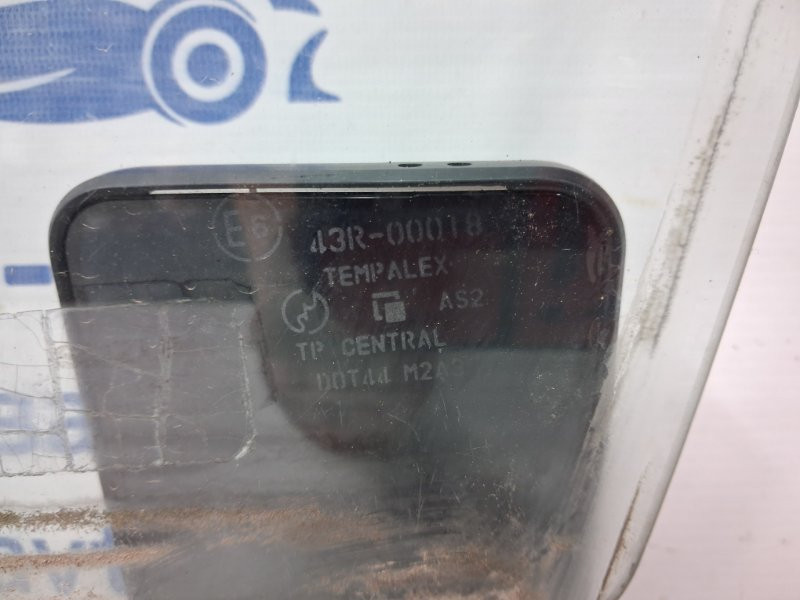 E6 43R-00018
TEMPALEX
AS2
TP CENTRAL
DOT44 M2A3